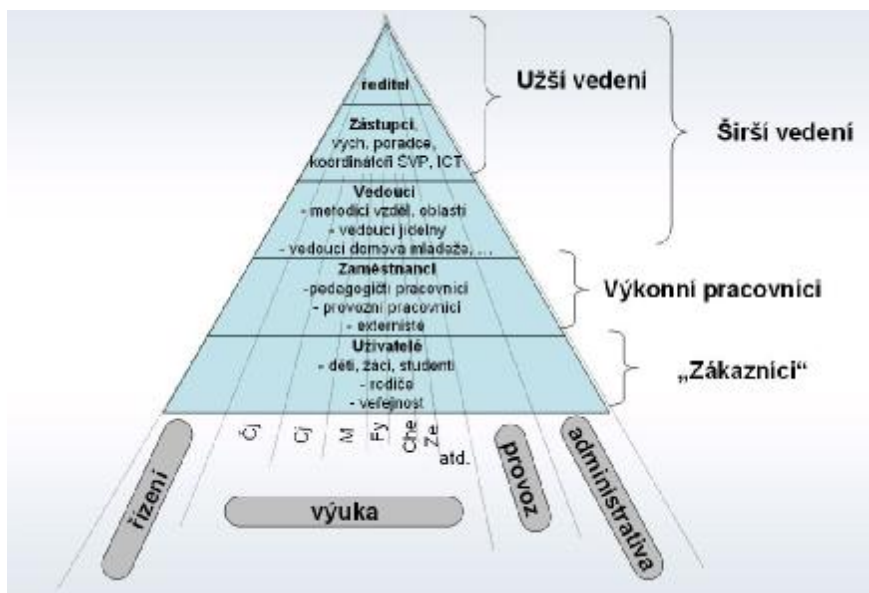 ředitel
Zástupci,
vých. poradce,
koordinátoři ŠVP, ICT
Vedoucí
- metodici vzděl. oblastí
- vedoucí jídelny
- vedoucí domova mládeže, ...
Zaměstnanci
-pedagogičtí pracovníci
- provozní pracovníci
- externisté
Uživatelé
- děti, žáci, studenti
- rodiče
- veřejnost
Užší vedení
Širší vedení
Výkonní pracovníci
„Zákazníci“
Čj
Cj
M
Fy
Che
Ze
atd.
řízení
výuka
provoz
administrativa